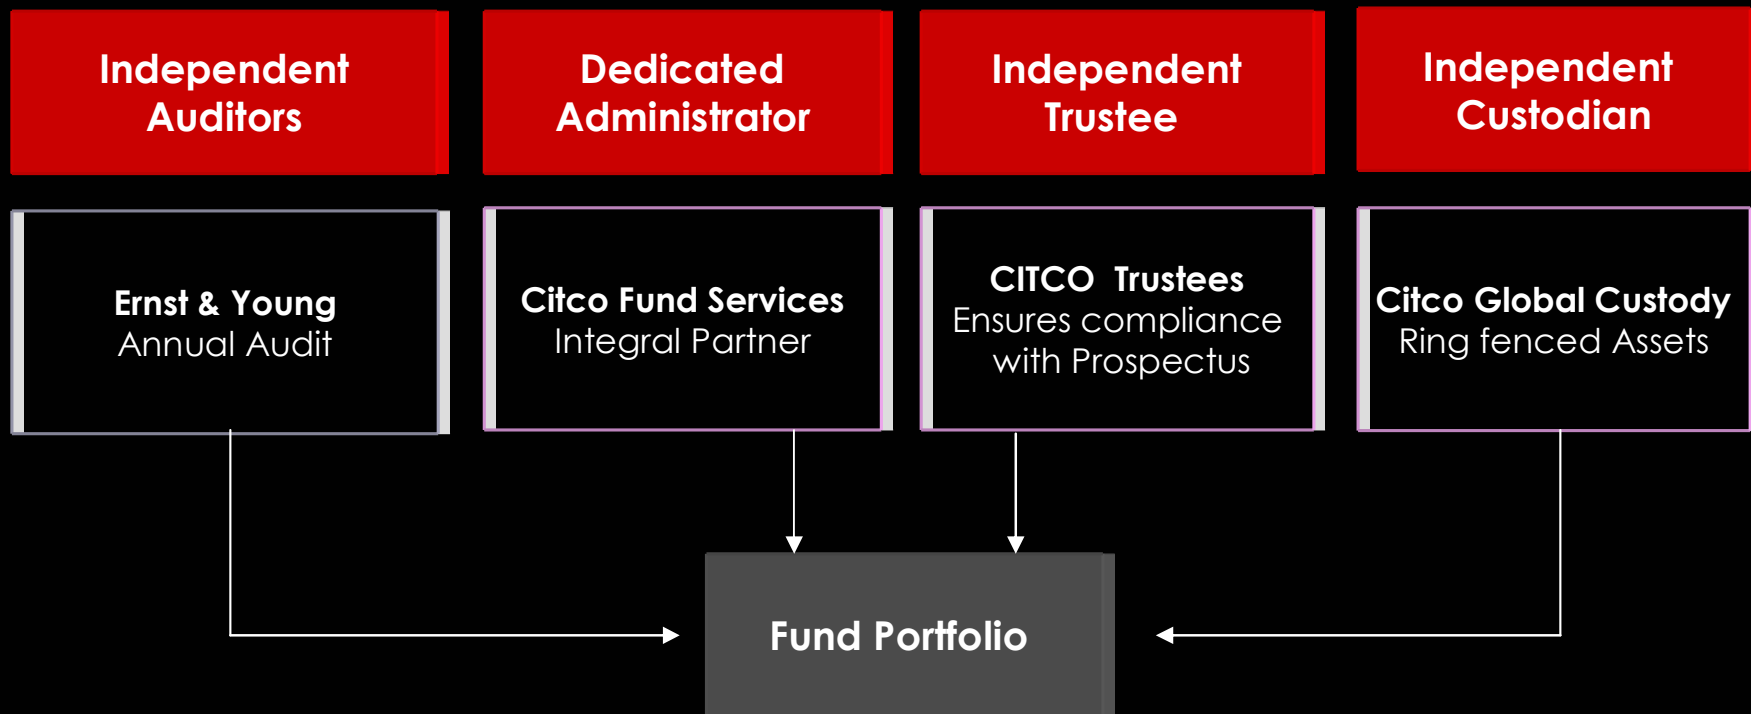 Independent
Auditors
Dedicated
Administrator
Independent
Trustee
Independent
Custodian
Ernst & Young
Annual Audit
Citco Fund Services
Integral Partner
CITCO  Trustees
Ensures compliance
with Prospectus
Citco Global Custody
Ring fenced Assets
Fund Portfolio